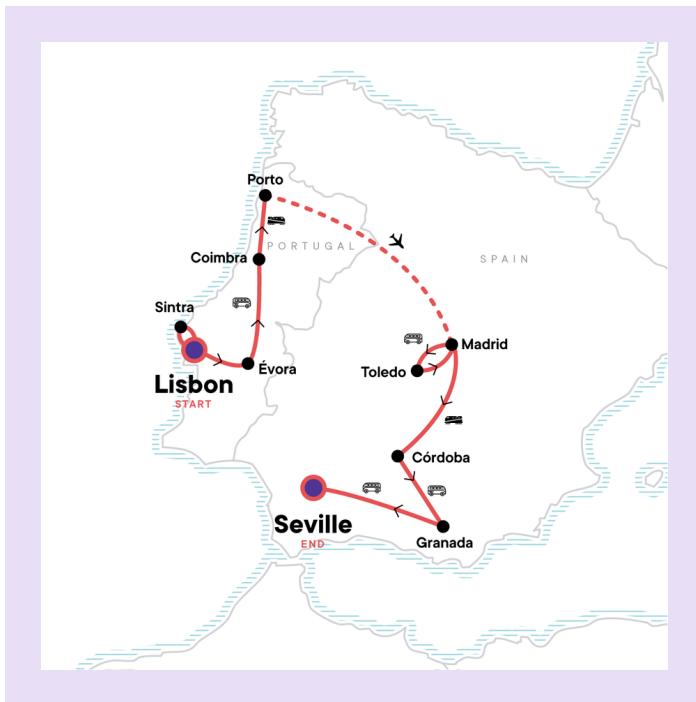 Porto
PORTUGAL
Coimbra
SPAIN
Sintra
Madrid
Évora
Toledo
Lisbon
START
Córdoba
Seville
END
Granada